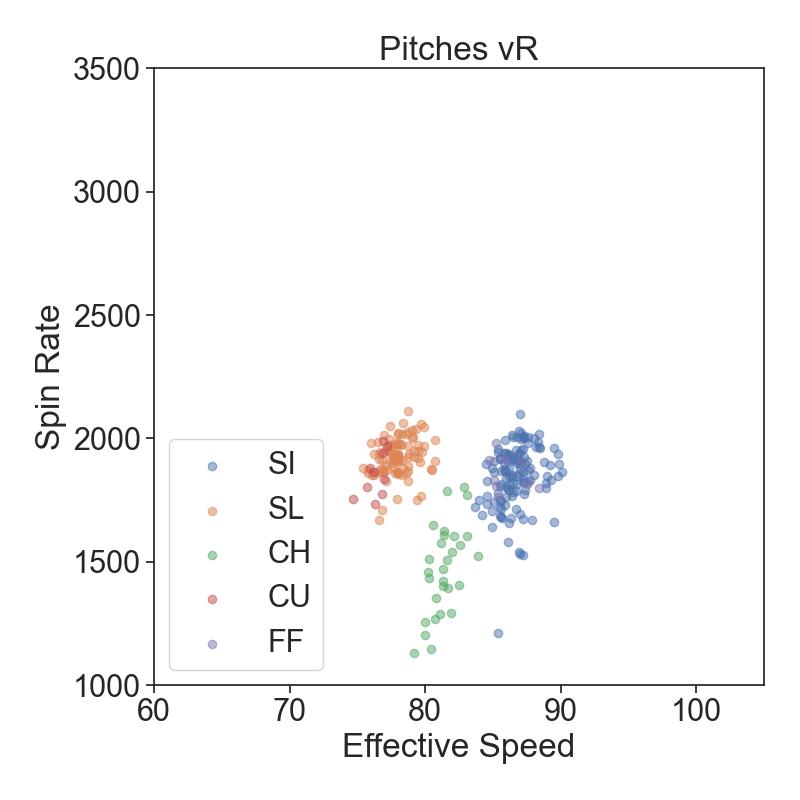 Pitches vR
3500
3000
2500
2000
1500
1000
Spin Rate
SI
SL
CH
CU
FF
60 70 80 90 100
Effective Speed